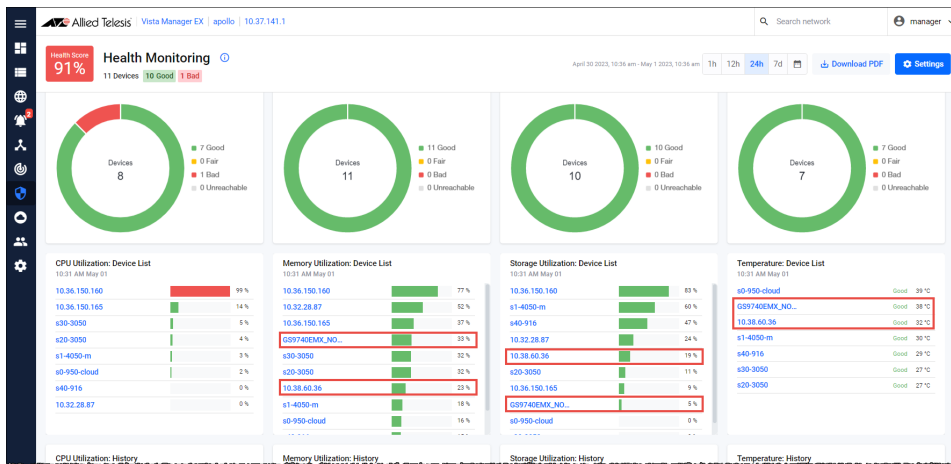 Allied Telesis Vista Manager EX apollo 10.37.141.1 Search network manager
Health Score
91%
Health Monitoring
11 Devices 10 Good 1 Bad
April 30 2023, 10:36 am - May 1 2023, 10:36 am 1h 12h 24h 7d Download PDF Settings
2
Devices
8
7 Good
0 Fair
1 Bad
0 Unreachable
Devices
11
11 Good
0 Fair
0 Bad
0 Unreachable
Devices
10
10 Good
0 Fair
0 Bad
0 Unreachable
Devices
7
7 Good
0 Fair
0 Bad
0 Unreachable
CPU Utilization: Device List
10:31 AM May 01
10.36.150.160 99 %
10.36.150.165 14 %
s30-3050 5 %
s20-3050 4 %
s1-4050-m 3 %
s0-950-cloud 2 %
s40-916 0 %
10.32.28.87 0 %
Memory Utilization: Device List
10:31 AM May 01
10.36.150.160 77 %
10.32.28.87 52 %
10.36.150.165 37 %
GS9740EMX_NO... 33 %
s30-3050 32 %
s20-3050 32 %
10.38.60.36 23 %
s1-4050-m 18 %
s0-950-cloud 16 %
Storage Utilization: Device List
10:31 AM May 01
10.36.150.160 83 %
s1-4050-m 60 %
s40-916 47 %
10.32.28.87 24 %
10.38.60.36 19 %
s20-3050 11 %
10.36.150.165 9 %
GS9740EMX_NO... 5 %
s0-950-cloud 0 %
Temperature: Device List
10:31 AM May 01
s0-950-cloud Good 39 °C
GS9740EMX_NO... Good 38 °C
10.38.60.36 Good 32 °C
s1-4050-m Good 30 °C
s40-916 Good 29 °C
s30-3050 Good 27 °C
s20-3050 Good 27 °C
CPU Utilization: History
Memory Utilization: History
Storage Utilization: History
Temperature: History